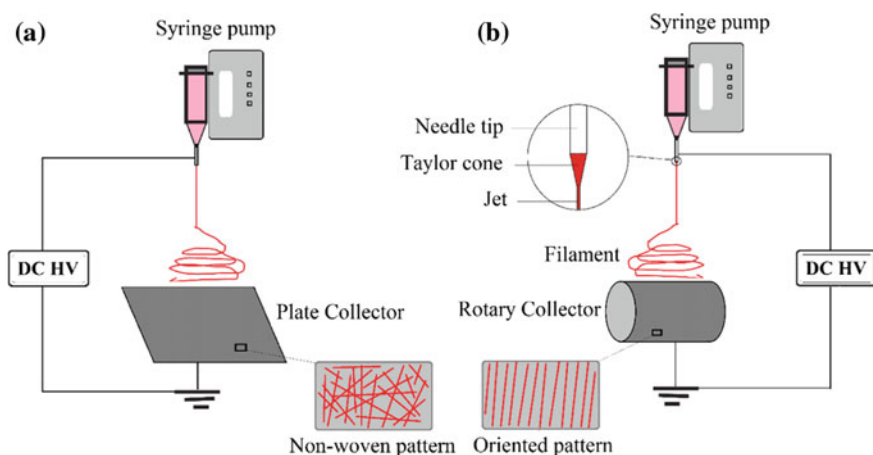 (a)
Syringe pump
DC HV
Plate Collector
Non-woven pattern
(b)
Syringe pump
Needle tip
Taylor cone
Jet
Filament
DC HV
Rotary Collector
Oriented pattern